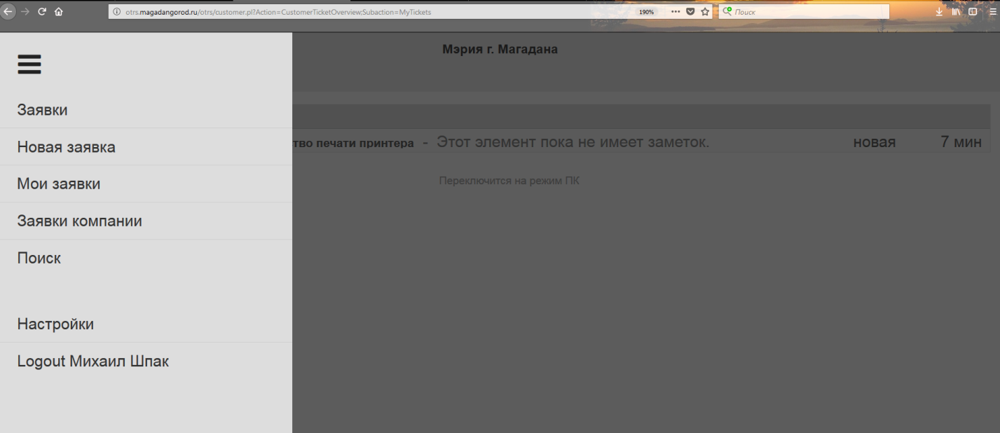 otrs.magadangorod.ru/otrs/customer.pl?Action=CustomerTicketOverview;Subaction=MyTickets
190%
Поиск
Мэрия г. Магадана
Заявки
Новая заявка
тво печати принтера - Этот элемент пока не имеет заметок. новая 7 мин
Мои заявки
Переключится на режим ПК
Заявки компании
Поиск
Настройки
Logout Михаил Шпак